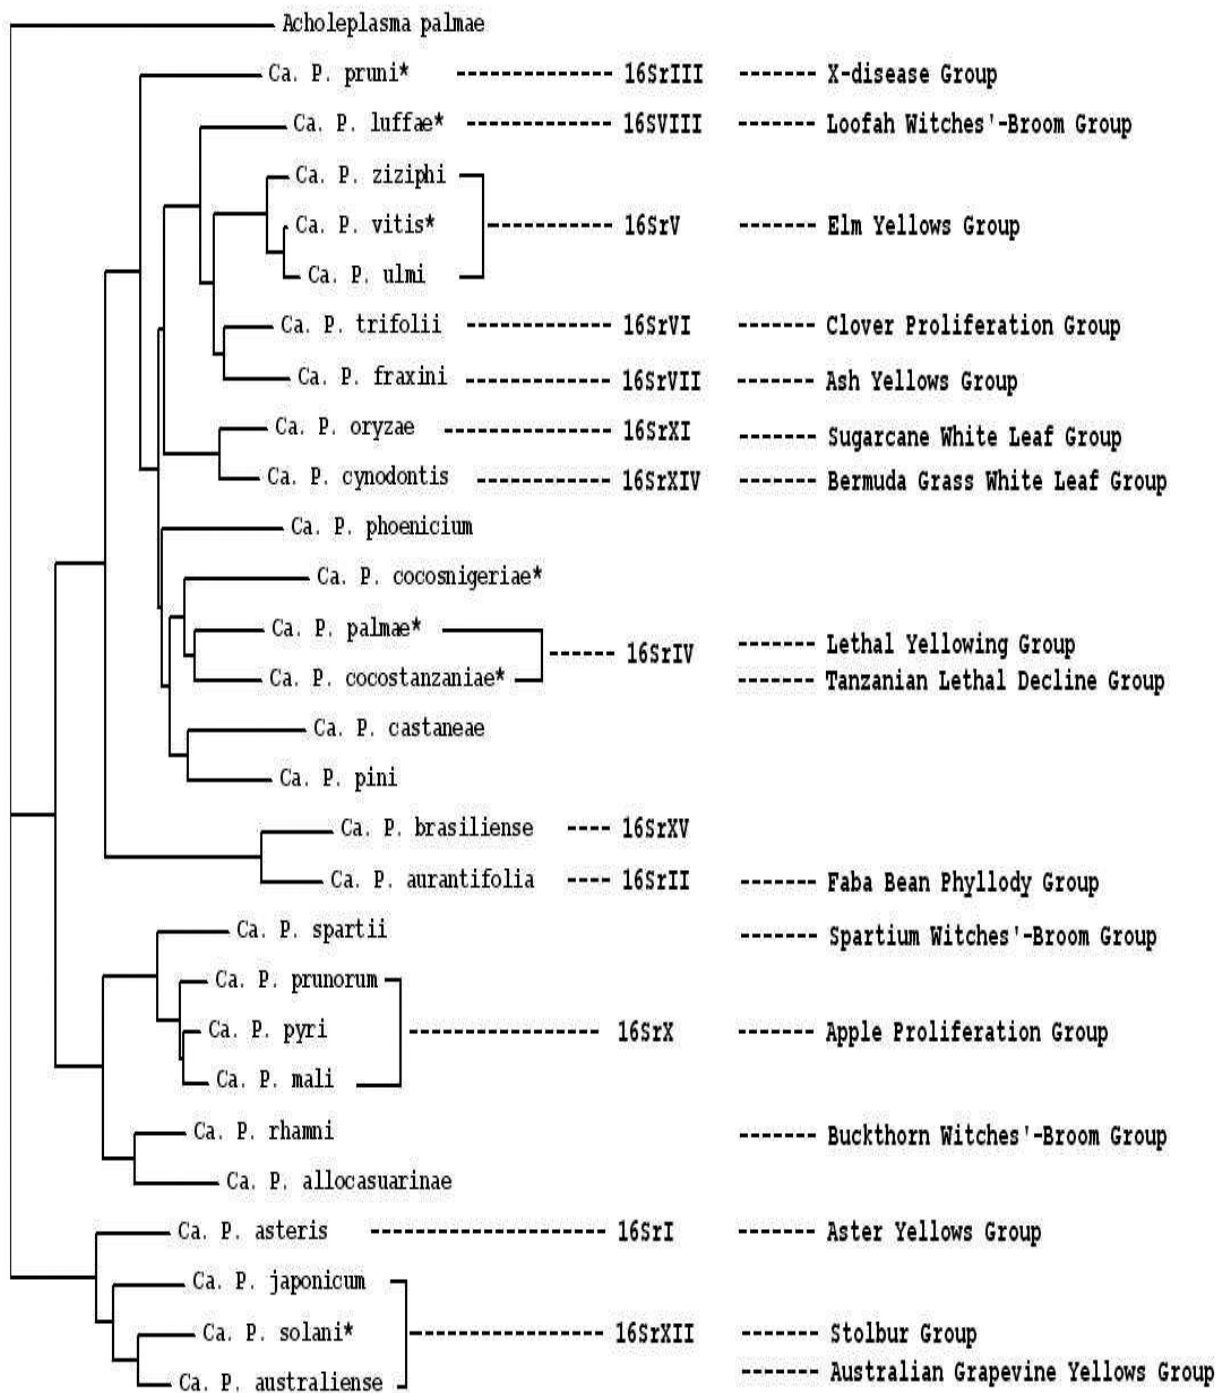 Acholeplasma palmae
Ca. P. pruni* 16SrIII X-disease Group
Ca. P. luffae* 16SVIII Loofah Witches'-Broom Group
Ca. P. ziziphi
Ca. P. vitis* 16SrV Elm Yellows Group
Ca. P. ulmi
Ca. P. trifolii 16SrVI Clover Proliferation Group
Ca. P. fraxini 16SrVII Ash Yellows Group
Ca. P. oryzae 16SrXI Sugarcane White Leaf Group
Ca. P. cynodontis 16SrXIV Bermuda Grass White Leaf Group
Ca. P. phoenicium
Ca. P. cocosnigeriae*
Ca. P. palmae* 16SrIV Lethal Yellowing Group
Ca. P. cocostanzaniae* Tanzanian Lethal Decline Group
Ca. P. castaneae
Ca. P. pini
Ca. P. brasiliense 16SrXV
Ca. P. aurantifolia 16SrII Faba Bean Phyllody Group
Ca. P. spartii Spartium Witches'-Broom Group
Ca. P. prunorum
Ca. P. pyri 16SrX Apple Proliferation Group
Ca. P. mali
Ca. P. rhamni Buckthorn Witches'-Broom Group
Ca. P. allocasuarinae
Ca. P. asteris 16SrI Aster Yellows Group
Ca. P. japonicum
Ca. P. solani* 16SrXII Stolbur Group
Ca. P. australiense Australian Grapevine Yellows Group